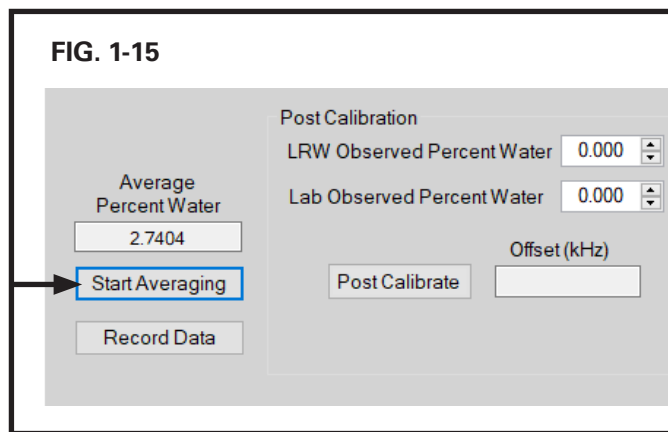 FIG. 1-15
Post Calibration
LRW Observed Percent Water 0.000
Lab Observed Percent Water 0.000
Average
Percent Water
2.7404
Start Averaging
Record Data
Offset (kHz)
Post Calibrate